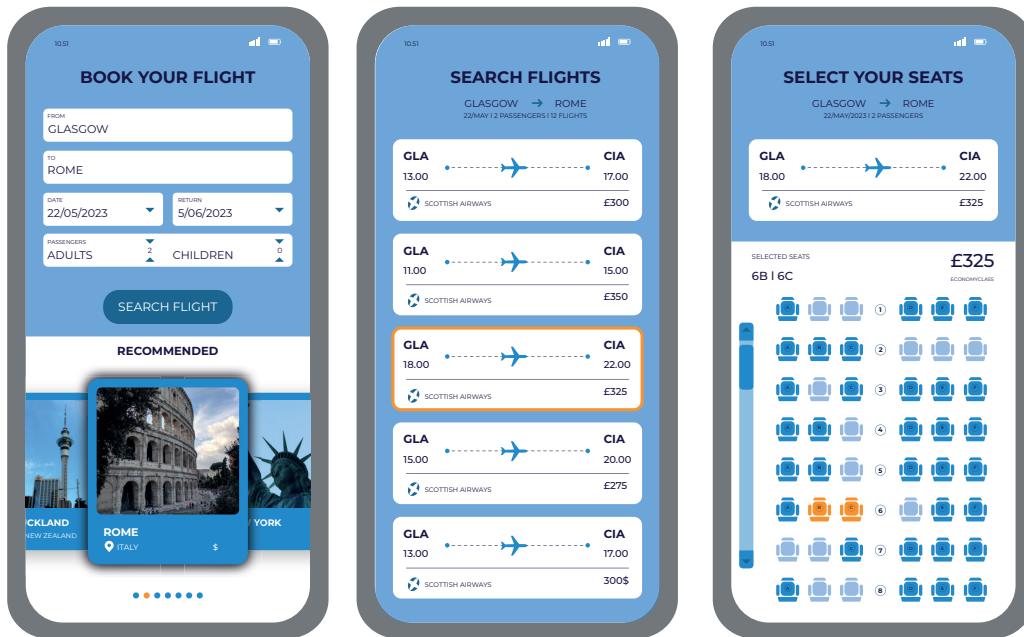 10.51
BOOK YOUR FLIGHT
FROM
GLASGOW
TO
ROME
DATE
22/05/2023
RETURN
5/06/2023
PASSENGERS
ADULTS 2 CHILDREN 0
SEARCH FLIGHT
RECOMMENDED
CKLAND
NEW ZEALAND
ROME
ITALY $
YORK
10.51
SEARCH FLIGHTS
GLASGOW ROME
22/MAY I 2 PASSENGERS I 12 FLIGHTS
GLA CIA
13.00 17.00
SCOTTISH AIRWAYS £300
GLA CIA
11.00 15.00
SCOTTISH AIRWAYS £350
GLA CIA
18.00 22.00
SCOTTISH AIRWAYS £325
GLA CIA
15.00 20.00
SCOTTISH AIRWAYS £275
GLA CIA
13.00 17.00
SCOTTISH AIRWAYS 300$
10.51
SELECT YOUR SEATS
GLASGOW ROME
22/MAY/2023 I 2 PASSENGERS
GLA CIA
18.00 22.00
SCOTTISH AIRWAYS £325
SELECTED SEATS
6B I 6C
£325
ECONOMYCLASS
A 1 D E F
A B C 2
A C 3 D E F
A B 4 D E F
A B 5 D E F
A B C 6 E F
C 7 D E F
A 8 D E F